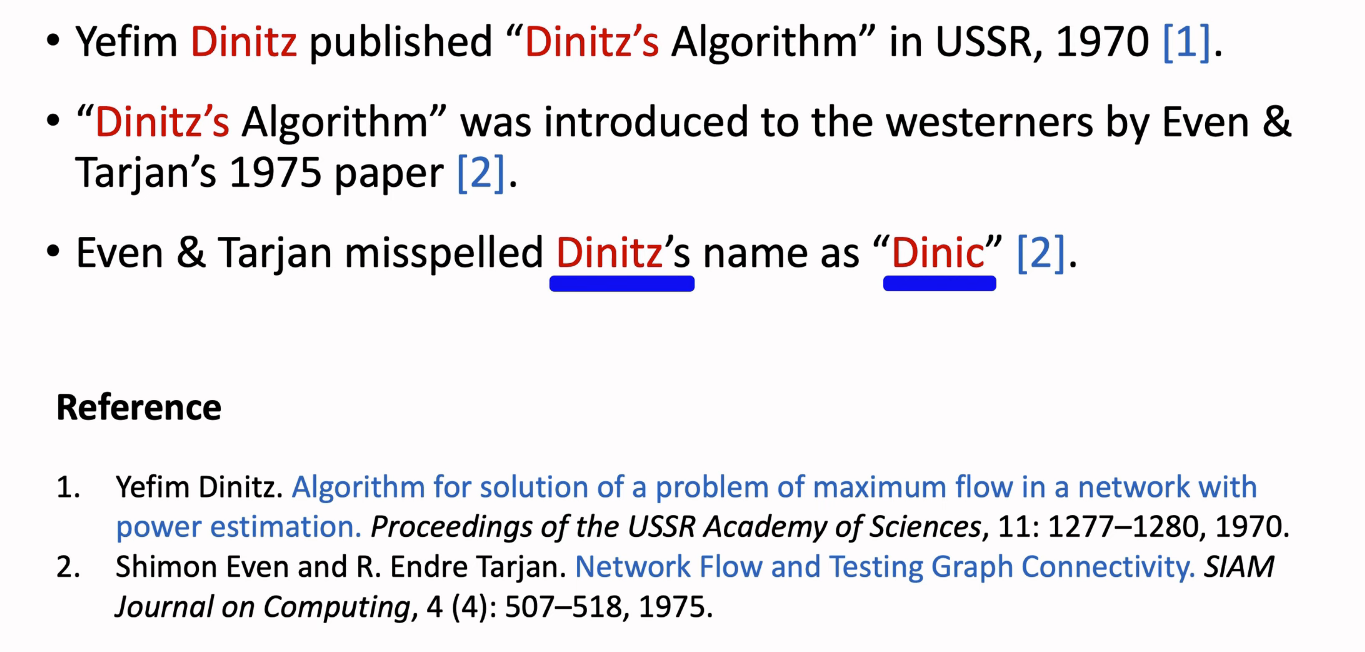 • Yefim Dinitz published “Dinitz’s Algorithm” in USSR, 1970 [1].
• “Dinitz’s Algorithm” was introduced to the westerners by Even &
Tarjan’s 1975 paper [2].
• Even & Tarjan misspelled Dinitz’s name as “Dinic” [2].
Reference
1. Yefim Dinitz. Algorithm for solution of a problem of maximum flow in a network with
power estimation. Proceedings of the USSR Academy of Sciences, 11: 1277–1280, 1970.
2. Shimon Even and R. Endre Tarjan. Network Flow and Testing Graph Connectivity. SIAM
Journal on Computing, 4 (4): 507–518, 1975.